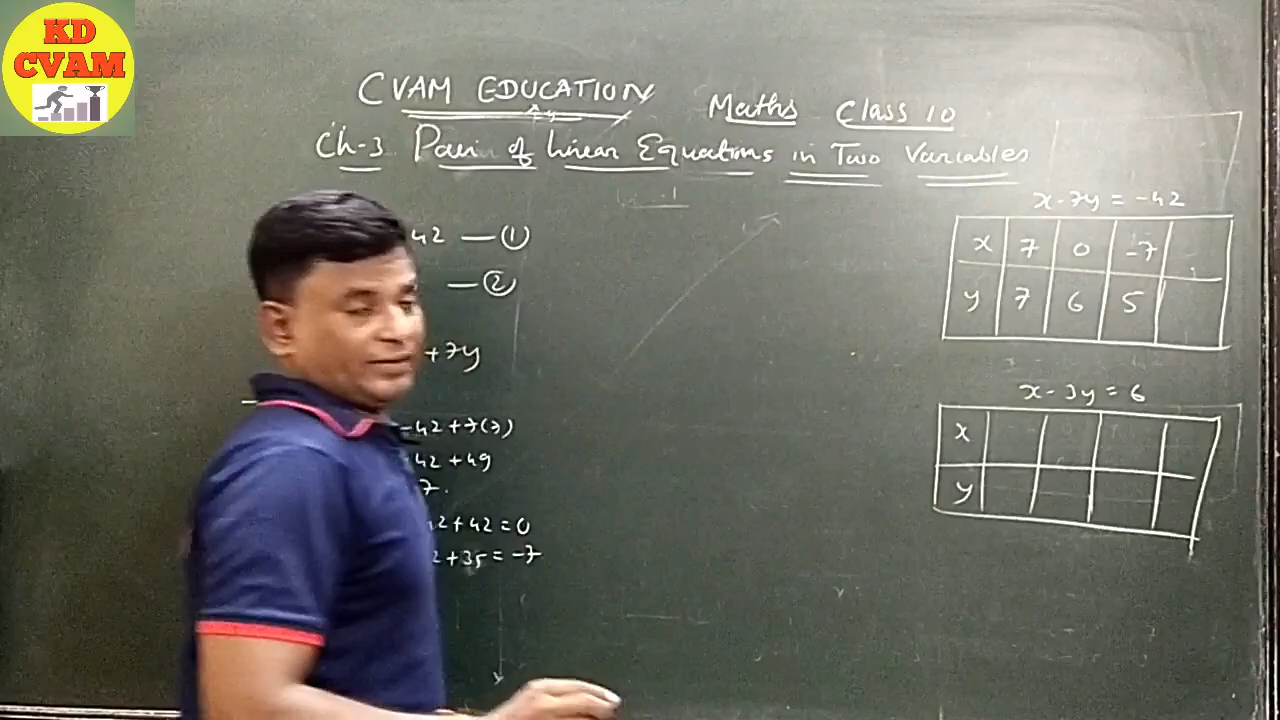 KD
CVAM
CVAM EDUCATION
Maths Class 10
Ch-3 Pair of Linear Equations in Two Variables
42 — ①
— ②
+ 7y
-42 + 7(7)
42 + 49
7.
42 + 42 = 0
2 + 35 = -7
x - 7y = -42
x 7 0 -7
y 7 6 5
x - 3y = 6
x
y